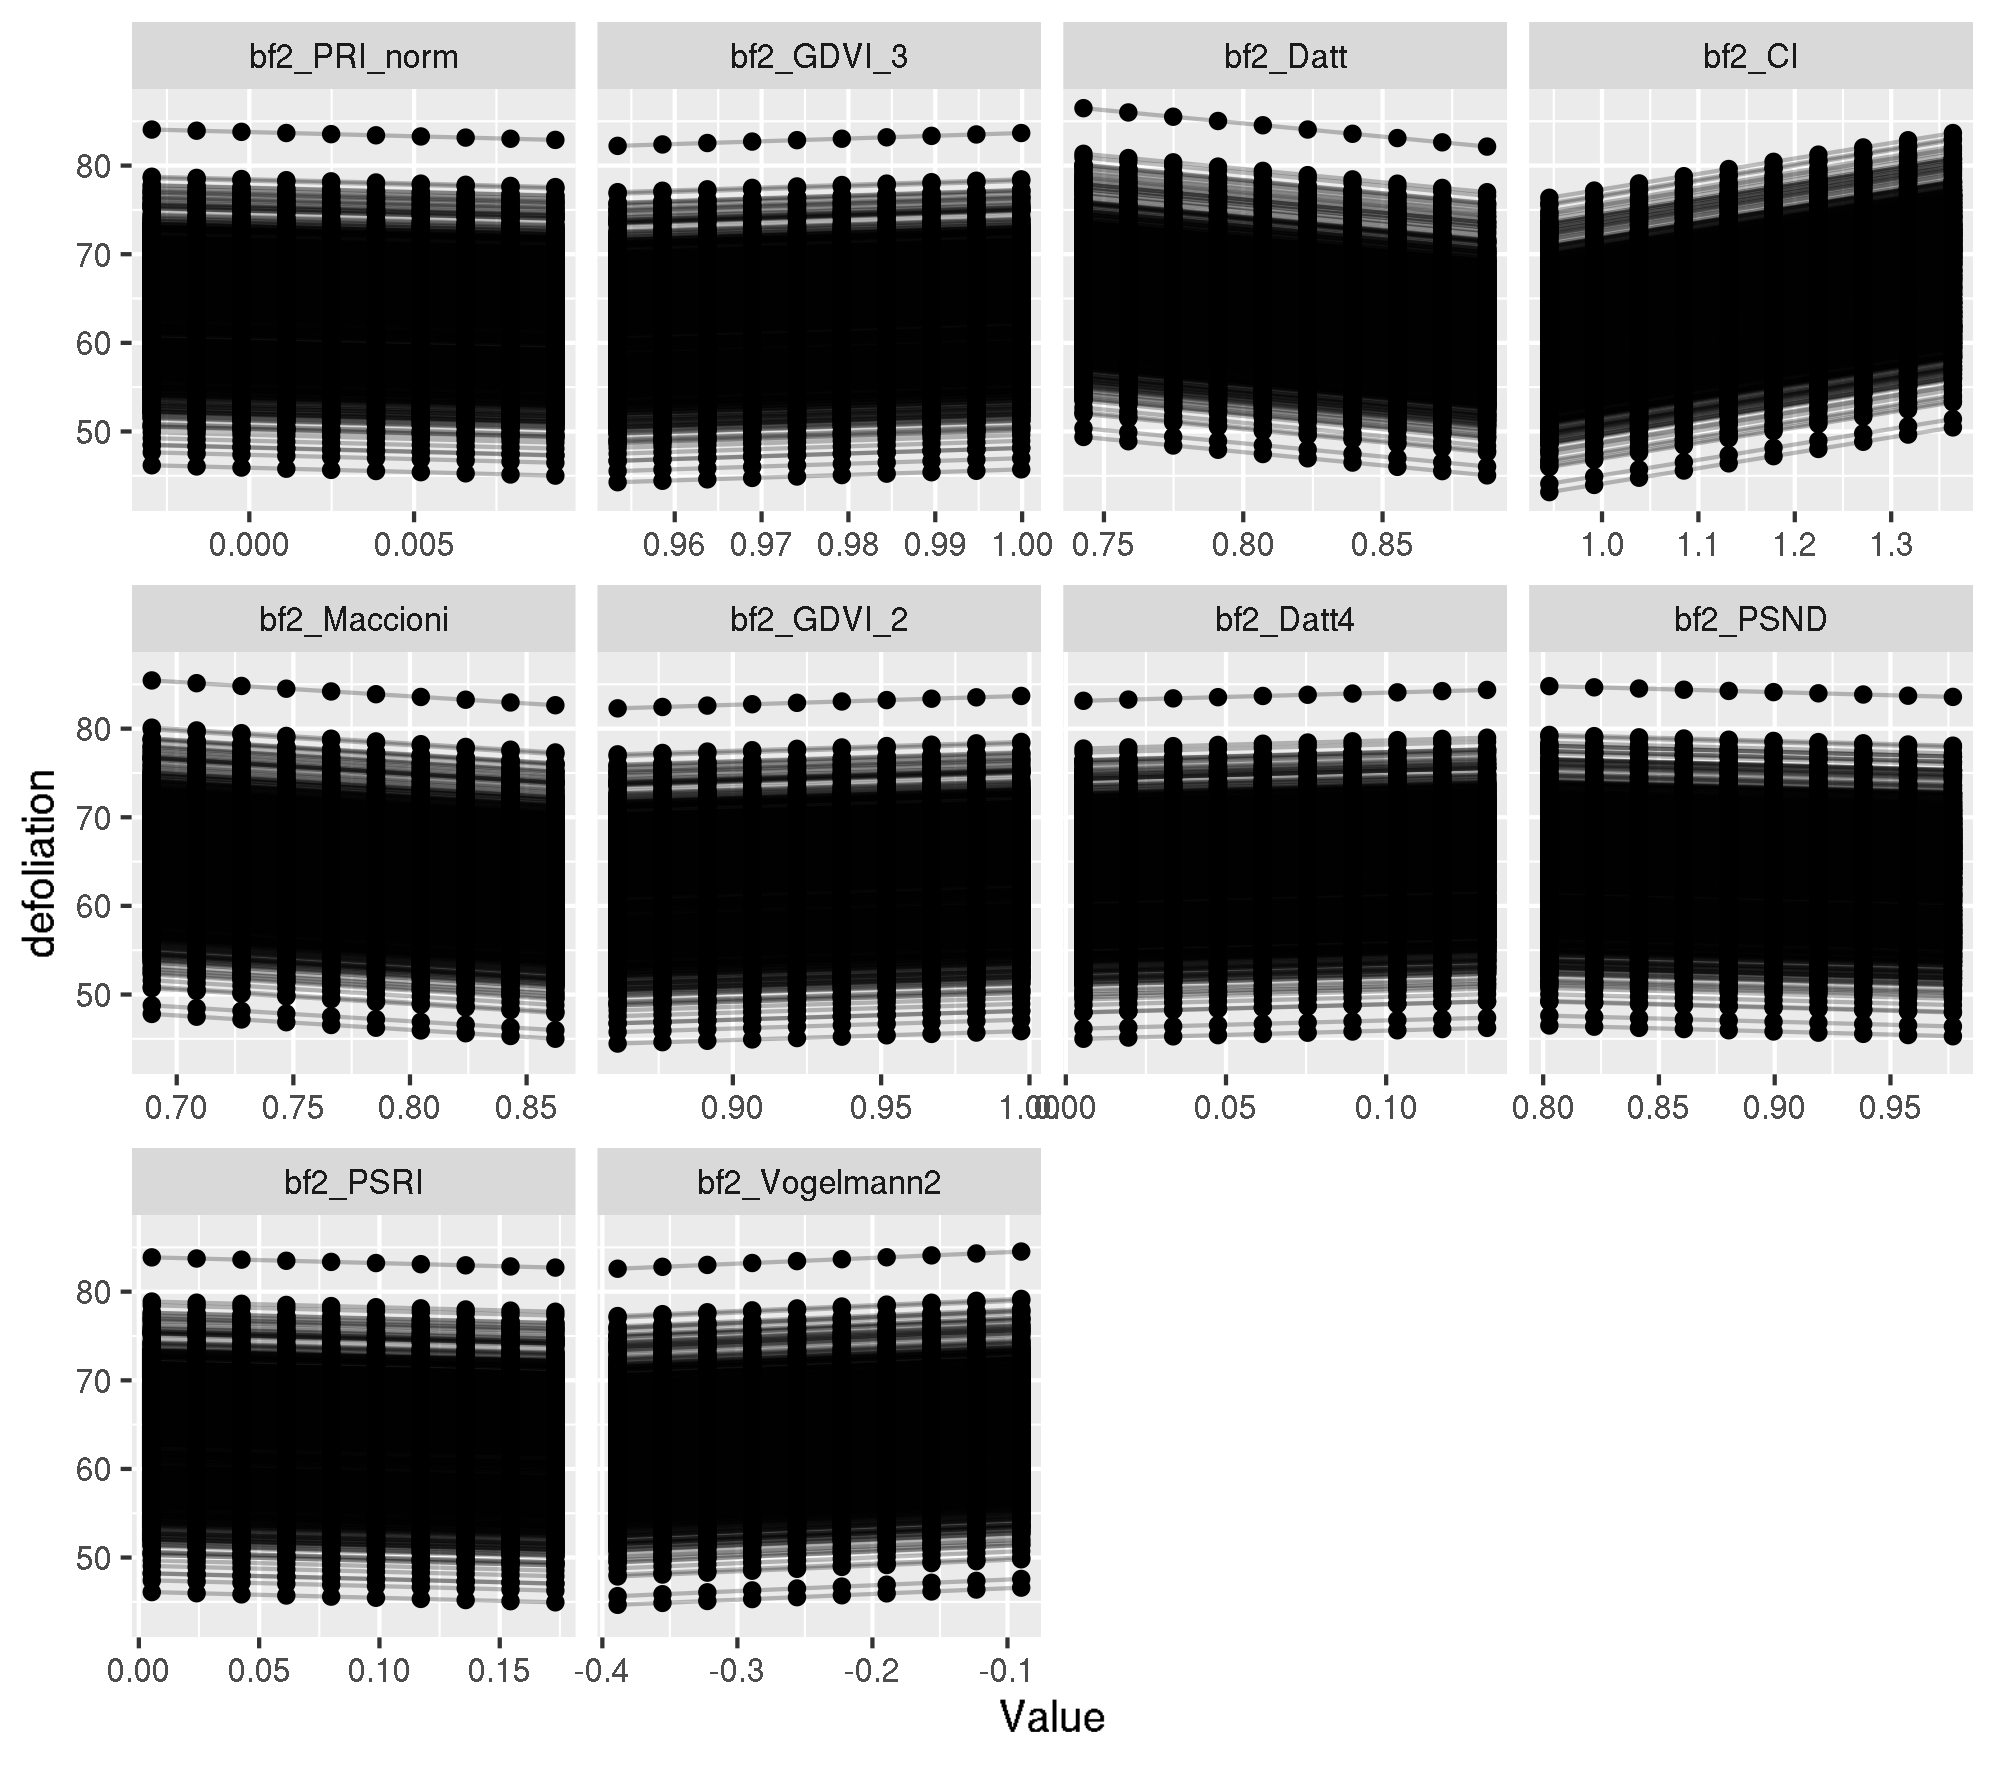 bf2_PRI_norm bf2_GDVI_3 bf2_Datt bf2_CI
80
70
60
50
0.000 0.005 0.96 0.97 0.98 0.99 1.00 0.75 0.80 0.85 1.0 1.1 1.2 1.3
bf2_Maccioni bf2_GDVI_2 bf2_Datt4 bf2_PSND
80
70
60
50
defoliation
0.70 0.75 0.80 0.85 0.90 0.95 1.00 0.00 0.05 0.10 0.80 0.85 0.90 0.95
bf2_PSRI bf2_Vogelmann2
80
70
60
50
0.00 0.05 0.10 0.15 -0.4 -0.3 -0.2 -0.1
Value